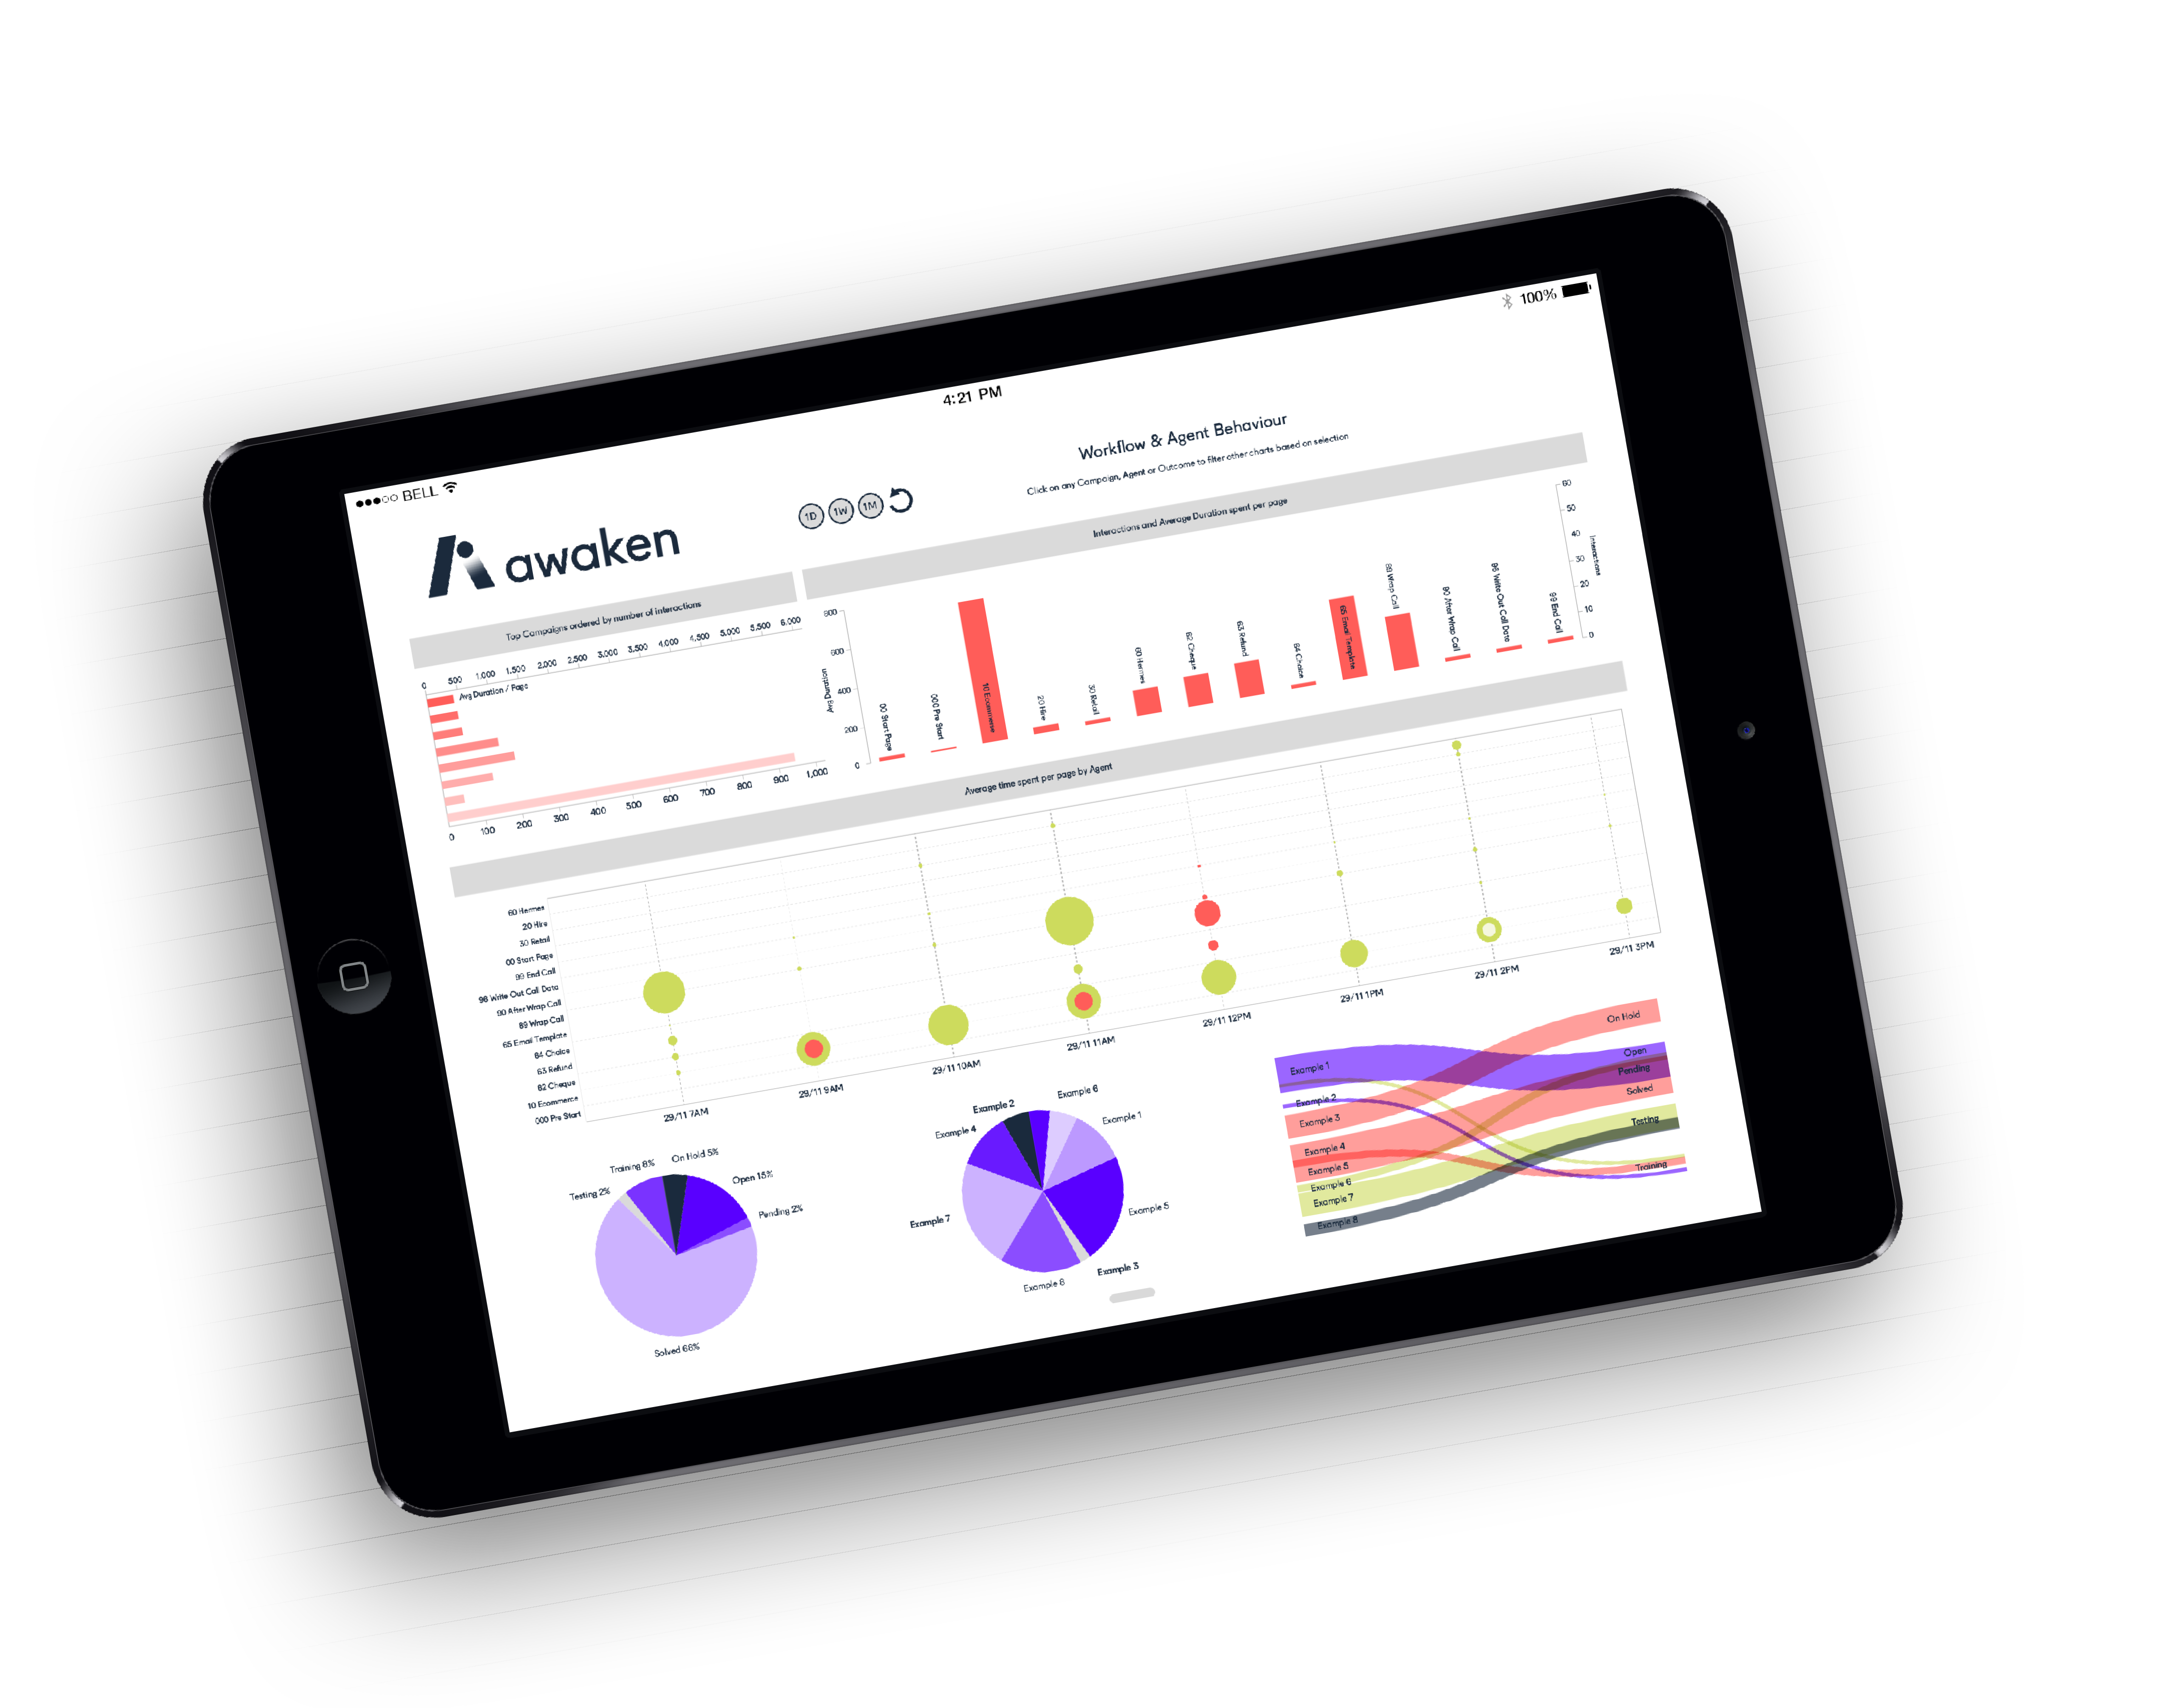 BELL
4:21 PM
100%
awaken
1D 1W 1M
Workflow & Agent Behaviour
Click on any Campaign, Agent or Outcome to filter other charts based on selection
Top Campaigns ordered by number of interactions
0 500 1,000 1,500 2,000 2,500 3,000 3,500 4,000 4,500 5,000 5,500 6,000
Avg Duration / Page
0 100 200 300 400 500 600 700 800 900 1,000
Interactions and Average Duration spent per page
800
600
400
200
0
Avg Duration
00 Start Page
000 Pre Start
10 Ecommerce
20 Hire
30 Retail
60 Hermes
62 Cheque
63 Refund
64 Choice
65 Email Template
89 Wrap Call
90 After Wrap Call
96 Write Out Call Data
99 End Call
60
50
40
30
20
10
0
Interactions
Average time spent per page by Agent
60 Hermes
20 Hire
30 Retail
00 Start Page
99 End Call
96 Write Out Call Data
90 After Wrap Call
89 Wrap Call
65 Email Template
64 Choice
63 Refund
62 Cheque
10 Ecommerce
000 Pre Start
29/11 7AM
29/11 9AM
29/11 10AM
29/11 11AM
29/11 12PM
29/11 1PM
29/11 2PM
29/11 3PM
Testing 2%
Training 8%
On Hold 5%
Open 15%
Pending 2%
Solved 68%
Example 2
Example 6
Example 4
Example 1
Example 7
Example 5
Example 8
Example 3
Example 1
Example 2
Example 3
Example 4
Example 5
Example 6
Example 7
Example 8
On Hold
Open
Pending
Solved
Testing
Training